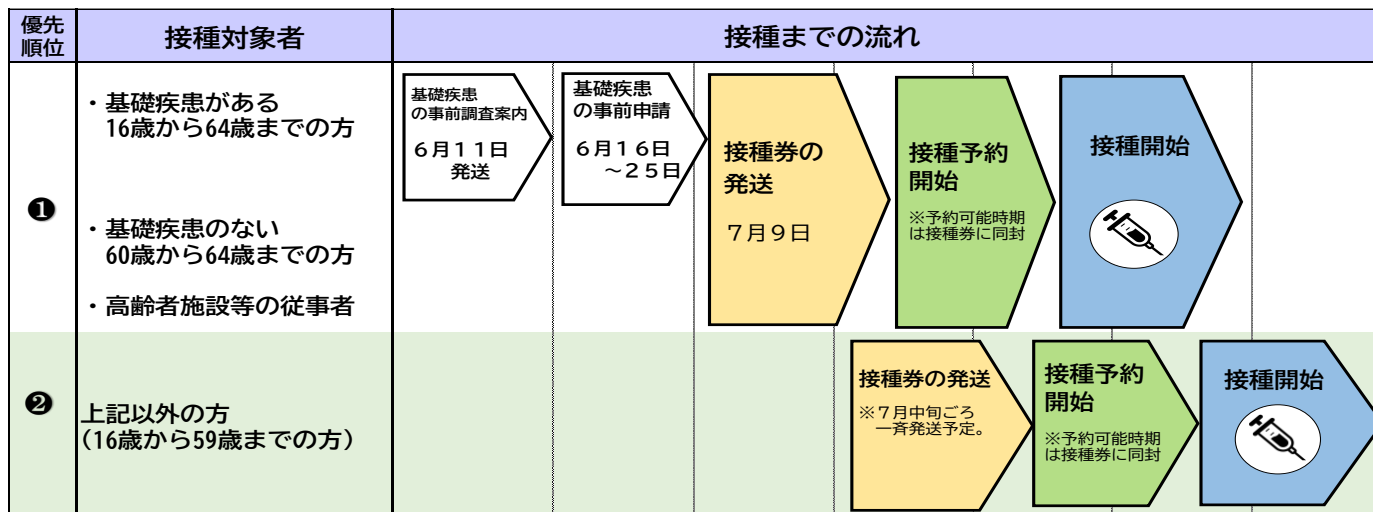 優先
順位
接種対象者
接種までの流れ
❶
・基礎疾患がある
16歳から64歳までの方
・基礎疾患のない
60歳から64歳までの方
・高齢者施設等の従事者
基礎疾患
の事前調査案内
６月１１日
発送
基礎疾患
の事前申請
６月１６日
～２５日
接種券の
発送
７月９日
接種予約
開始
※予約可能時期
は接種券に同封
接種開始
❷
上記以外の方
（16歳から59歳までの方）
接種券の発送
※７月中旬ごろ
一斉発送予定。
接種予約
開始
※予約可能時期
は接種券に同封
接種開始